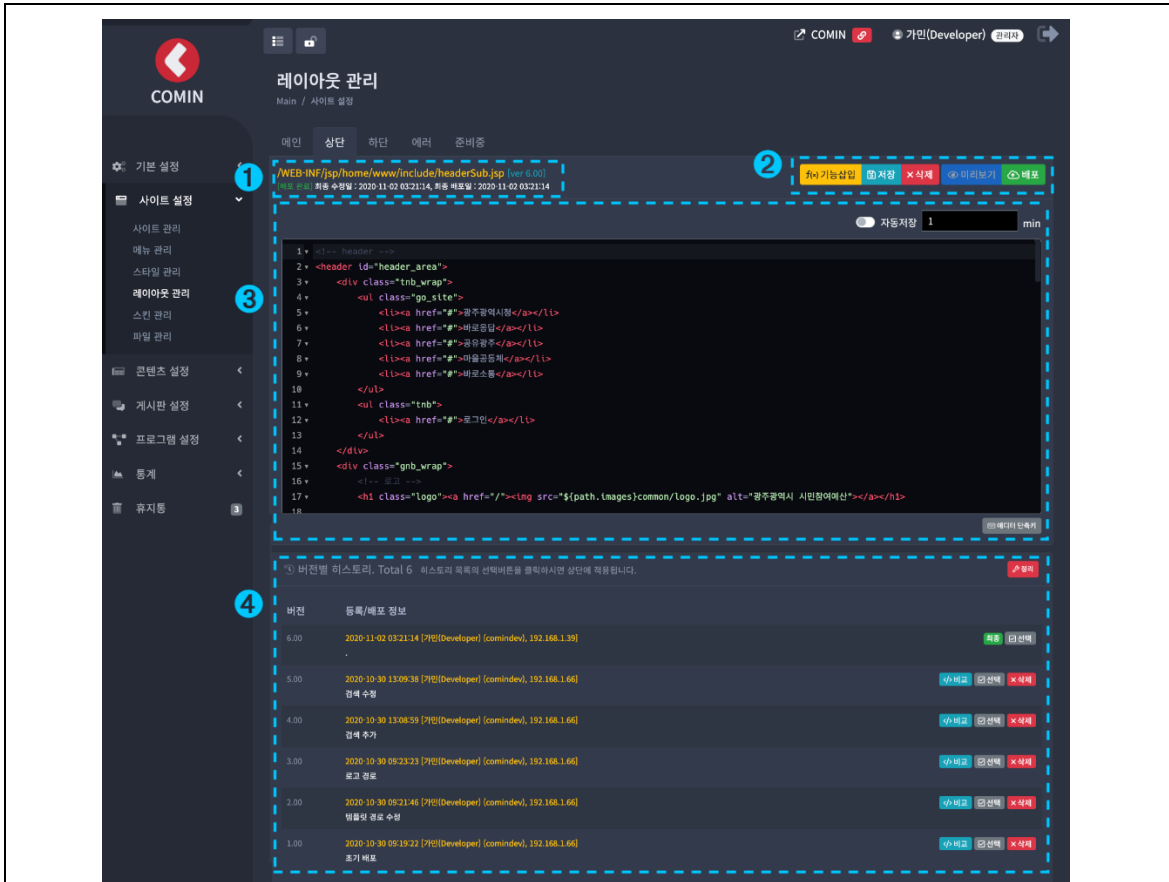 COMIN
가민(Developer) 관리자
COMIN
레이아웃 관리
Main / 사이트 설정
메인 상단 하단 에러 준비중
기본 설정
사이트 설정
사이트 관리
메뉴 관리
스타일 관리
레이아웃 관리
스킨 관리
파일 관리
콘텐츠 설정
게시판 설정
프로그램 설정
통계
휴지통 3
1
/WEB-INF/jsp/home/www/include/headerSub.jsp [ver 6.00]
[배포 완료] 최종 수정일 : 2020-11-02 03:21:14, 최종 배포일 : 2020-11-02 03:21:14
2
f(x) 기능삽입 저장 삭제 미리보기 배포
3
자동저장 1 min
1 <!-- header -->
2 <header id="header_area">
3 <div class="tnb_wrap">
4 <ul class="go_site">
5 <li><a href="#">광주광역시청</a></li>
6 <li><a href="#">바로응답</a></li>
7 <li><a href="#">공유광주</a></li>
8 <li><a href="#">마을공동체</a></li>
9 <li><a href="#">바로소통</a></li>
10 </ul>
11 <ul class="tnb">
12 <li><a href="#">로그인</a></li>
13 </ul>
14 </div>
15 <div class="gnb_wrap">
16 <!-- 로고 -->
17 <h1 class="logo"><a href="/"><img src="${path.images}common/logo.jpg" alt="광주광역시 시민참여예산"></a></h1>
18
에디터 단축키
4
버전별 히스토리. Total 6 히스토리 목록의 선택버튼을 클릭하시면 상단에 적용됩니다.
정리
버전 등록/배포 정보
6.00 2020-11-02 03:21:14 [가민(Developer) (comindev), 192.168.1.39] 최종 선택
.
5.00 2020-10-30 13:09:38 [가민(Developer) (comindev), 192.168.1.66] </> 비교 선택 삭제
검색 수정
4.00 2020-10-30 13:08:59 [가민(Developer) (comindev), 192.168.1.66] </> 비교 선택 삭제
검색 추가
3.00 2020-10-30 09:23:23 [가민(Developer) (comindev), 192.168.1.66] </> 비교 선택 삭제
로고 경로
2.00 2020-10-30 09:21:46 [가민(Developer) (comindev), 192.168.1.66] </> 비교 선택 삭제
템플릿 경로 수정
1.00 2020-10-30 09:19:22 [가민(Developer) (comindev), 192.168.1.66] </> 비교 선택 삭제
초기 배포